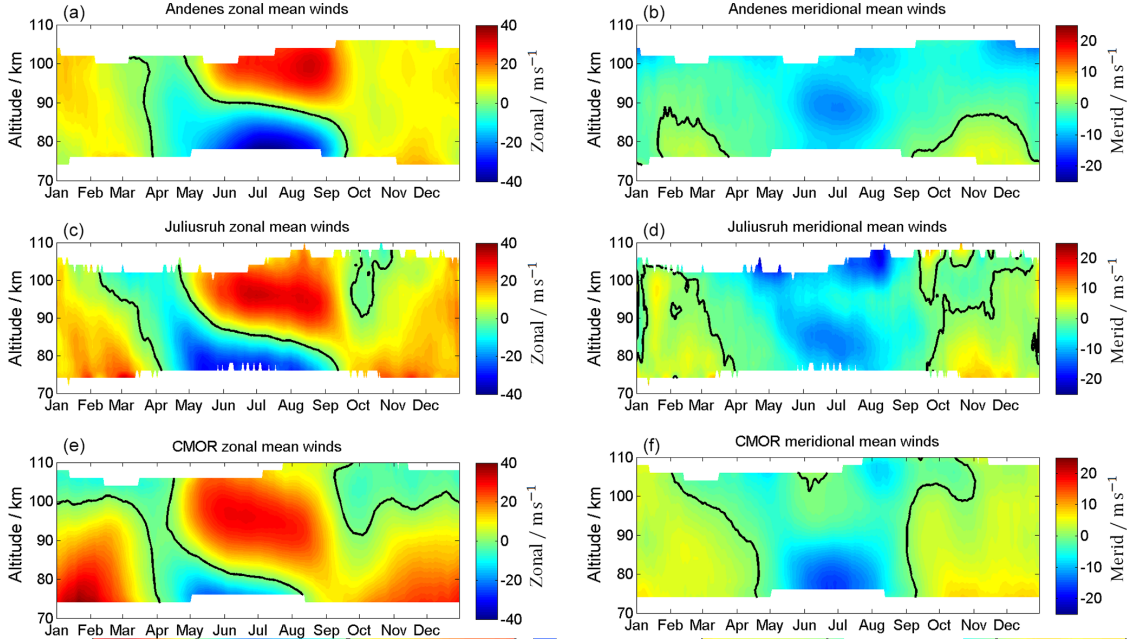 (a) Andenes zonal mean winds
110
100
90
80
70
Altitude / km
Jan Feb Mar Apr May Jun Jul Aug Sep Oct Nov Dec
40
20
0
-20
-40
Zonal / ms⁻¹
(b) Andenes meridional mean winds
110
100
90
80
70
Altitude / km
Jan Feb Mar Apr May Jun Jul Aug Sep Oct Nov Dec
20
10
0
-10
-20
Merid / ms⁻¹
(c) Juliusruh zonal mean winds
110
100
90
80
70
Altitude / km
Jan Feb Mar Apr May Jun Jul Aug Sep Oct Nov Dec
40
20
0
-20
-40
Zonal / ms⁻¹
(d) Juliusruh meridional mean winds
110
100
90
80
70
Altitude / km
Jan Feb Mar Apr May Jun Jul Aug Sep Oct Nov Dec
20
10
0
-10
-20
Merid / ms⁻¹
(e) CMOR zonal mean winds
110
100
90
80
70
Altitude / km
Jan Feb Mar Apr May Jun Jul Aug Sep Oct Nov Dec
40
20
0
-20
-40
Zonal / ms⁻¹
(f) CMOR meridional mean winds
110
100
90
80
70
Altitude / km
Jan Feb Mar Apr May Jun Jul Aug Sep Oct Nov Dec
20
10
0
-10
-20
Merid / ms⁻¹